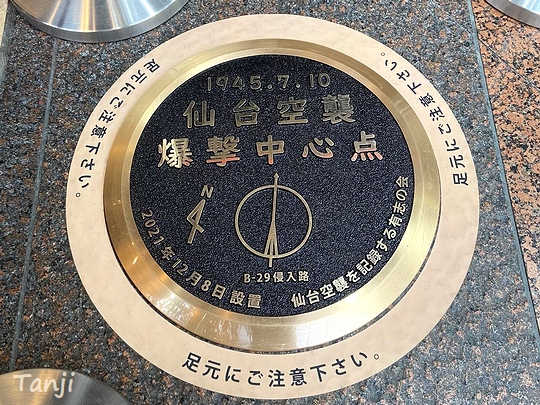 1945.7.10
仙台空襲
爆撃中心点
N
B-29侵入路
2021年12月8日設置
仙台空襲を記録する有志の会
足元にご注意下さい。
足元にご注意下さい。
足元にご注意下さい。
Tanji